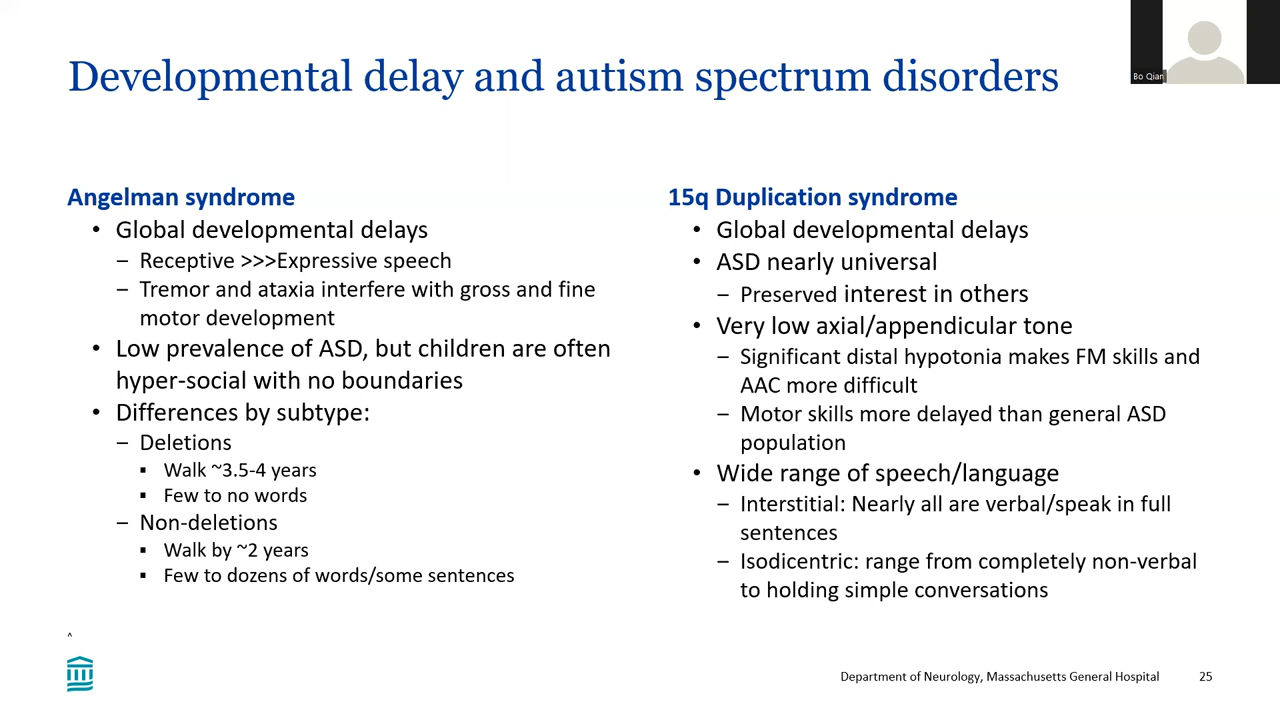 Developmental delay and autism spectrum disorders
Bo Qian
Angelman syndrome
• Global developmental delays
– Receptive >>>Expressive speech
– Tremor and ataxia interfere with gross and fine
motor development
• Low prevalence of ASD, but children are often
hyper-social with no boundaries
• Differences by subtype:
– Deletions
▪ Walk ~3.5-4 years
▪ Few to no words
– Non-deletions
▪ Walk by ~2 years
▪ Few to dozens of words/some sentences
^
15q Duplication syndrome
• Global developmental delays
• ASD nearly universal
– Preserved interest in others
• Very low axial/appendicular tone
– Significant distal hypotonia makes FM skills and
AAC more difficult
– Motor skills more delayed than general ASD
population
• Wide range of speech/language
– Interstitial: Nearly all are verbal/speak in full
sentences
– Isodicentric: range from completely non-verbal
to holding simple conversations
Department of Neurology, Massachusetts General Hospital 25